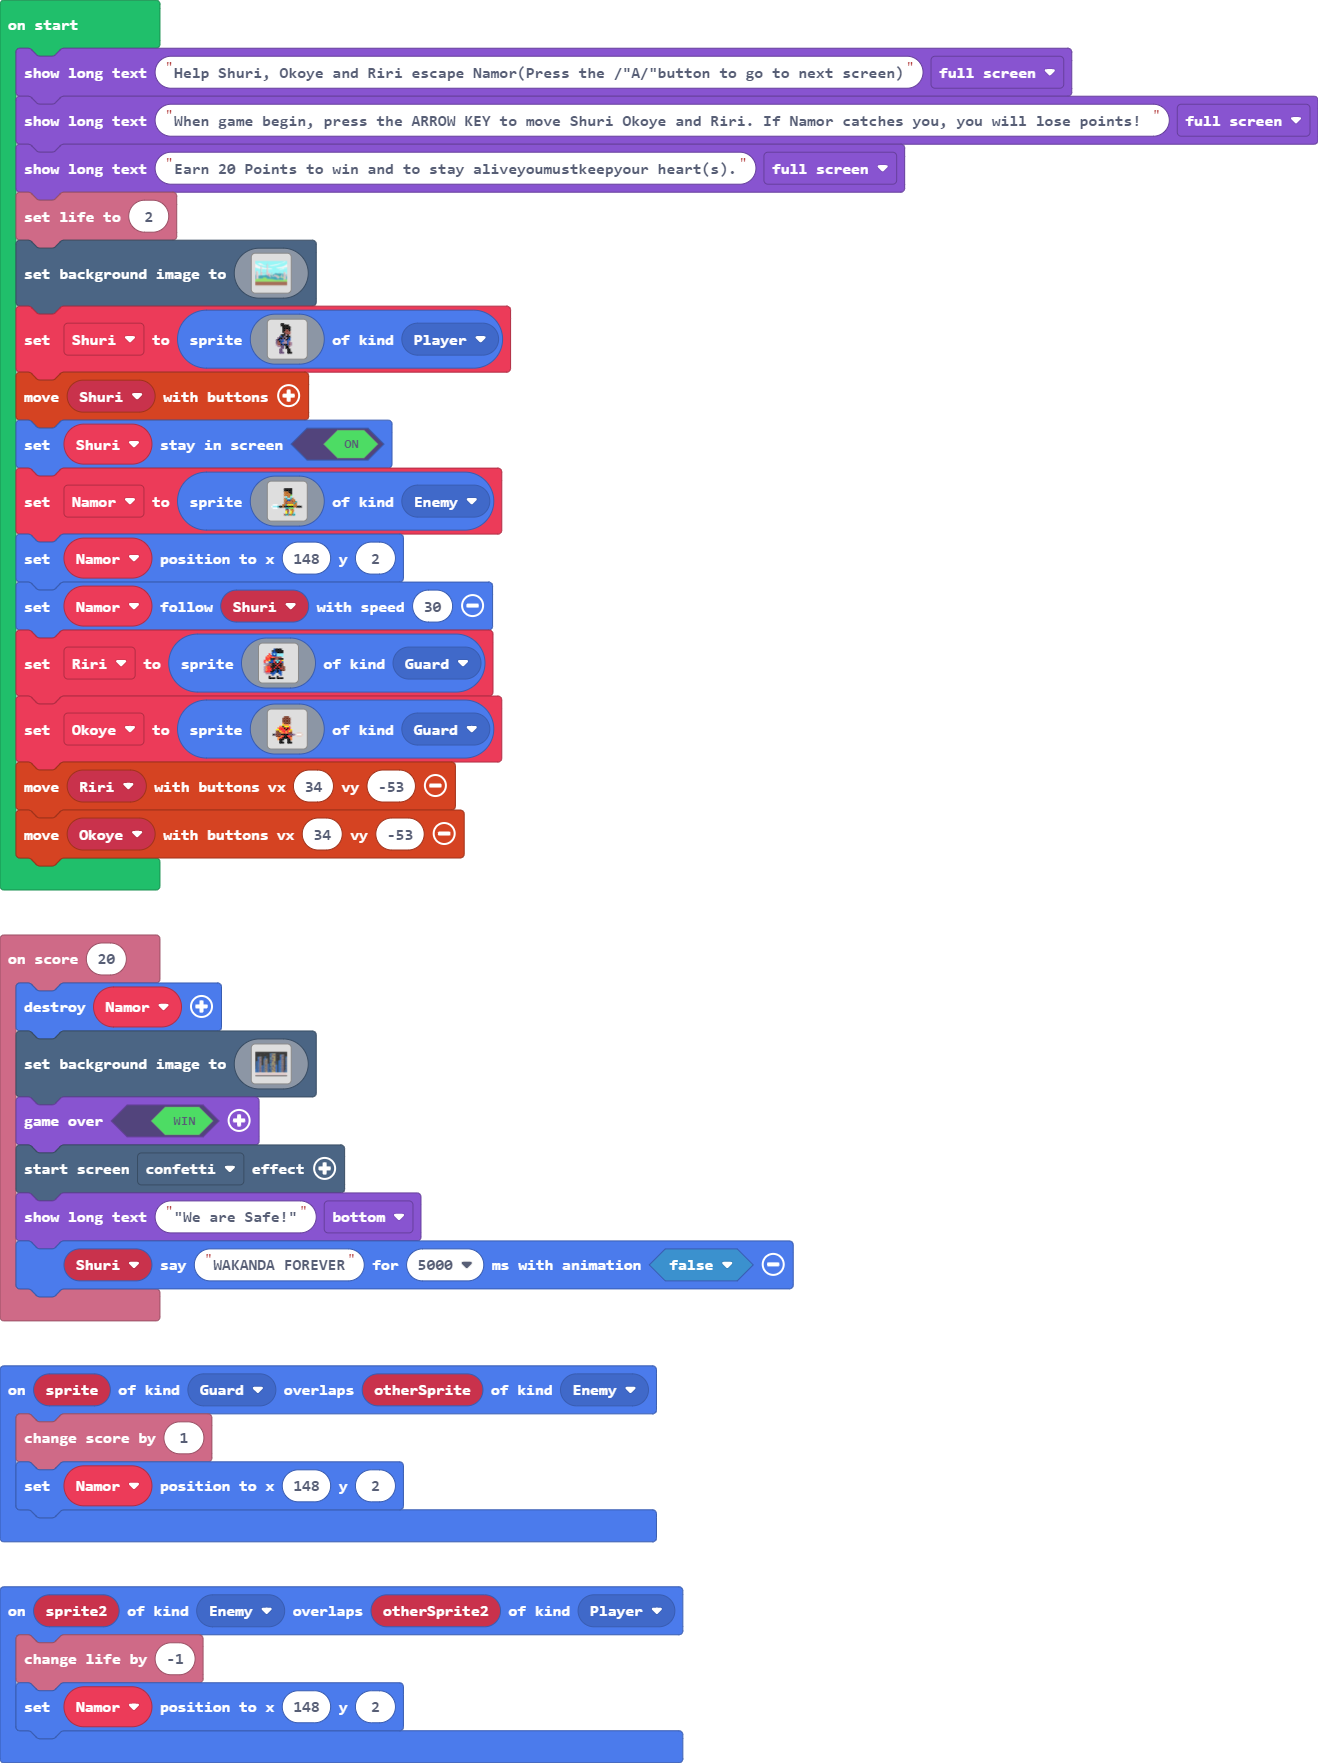 on start
show long text "Help Shuri, Okoye and Riri escape Namor(Press the /"A/"button to go to next screen)" full screen
show long text "When game begin, press the ARROW KEY to move Shuri Okoye and Riri. If Namor catches you, you will lose points! " full screen
show long text "Earn 20 Points to win and to stay aliveyoumustkeepyour heart(s)." full screen
set life to 2
set background image to
set Shuri to sprite of kind Player
move Shuri with buttons
set Shuri stay in screen ON
set Namor to sprite of kind Enemy
set Namor position to x 148 y 2
set Namor follow Shuri with speed 30
set Riri to sprite of kind Guard
set Okoye to sprite of kind Guard
move Riri with buttons vx 34 vy -53
move Okoye with buttons vx 34 vy -53
on score 20
destroy Namor
set background image to
game over WIN
start screen confetti effect
show long text ""We are Safe!"" bottom
Shuri say "WAKANDA FOREVER" for 5000 ms with animation false
on sprite of kind Guard overlaps otherSprite of kind Enemy
change score by 1
set Namor position to x 148 y 2
on sprite2 of kind Enemy overlaps otherSprite2 of kind Player
change life by -1
set Namor position to x 148 y 2